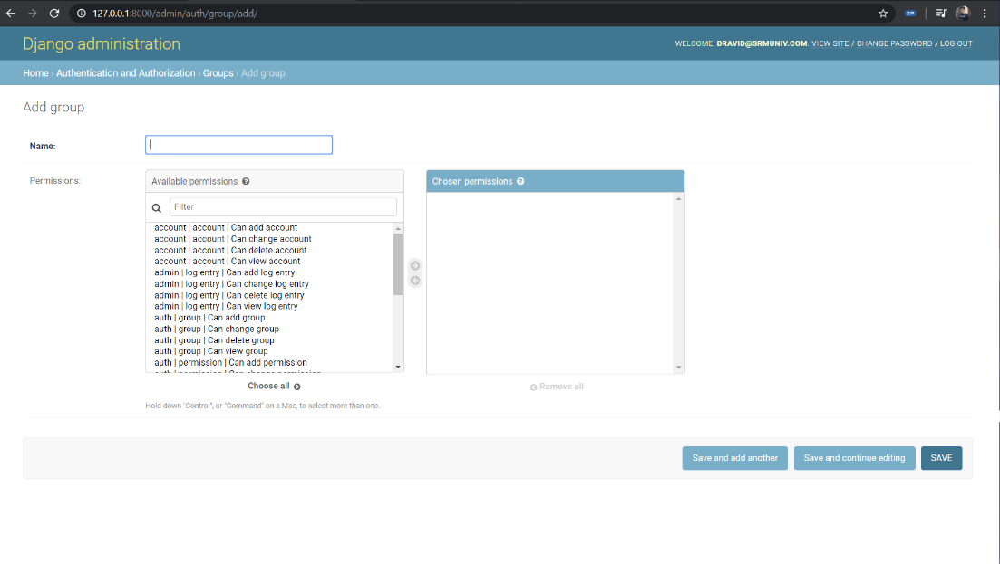 127.0.0.1:8000/admin/auth/group/add/
ZIP
Django administration
WELCOME, DRAVID@SRMUNIV.COM. VIEW SITE / CHANGE PASSWORD / LOG OUT
Home › Authentication and Authorization › Groups › Add group
Add group
Name:
Permissions:
Available permissions ?
Chosen permissions ?
Filter
account | account | Can add account
account | account | Can change account
account | account | Can delete account
account | account | Can view account
admin | log entry | Can add log entry
admin | log entry | Can change log entry
admin | log entry | Can delete log entry
admin | log entry | Can view log entry
auth | group | Can add group
auth | group | Can change group
auth | group | Can delete group
auth | group | Can view group
auth | permission | Can add permission
auth | permission | Can change permission
Choose all
Remove all
Hold down "Control", or "Command" on a Mac, to select more than one.
Save and add another
Save and continue editing
SAVE